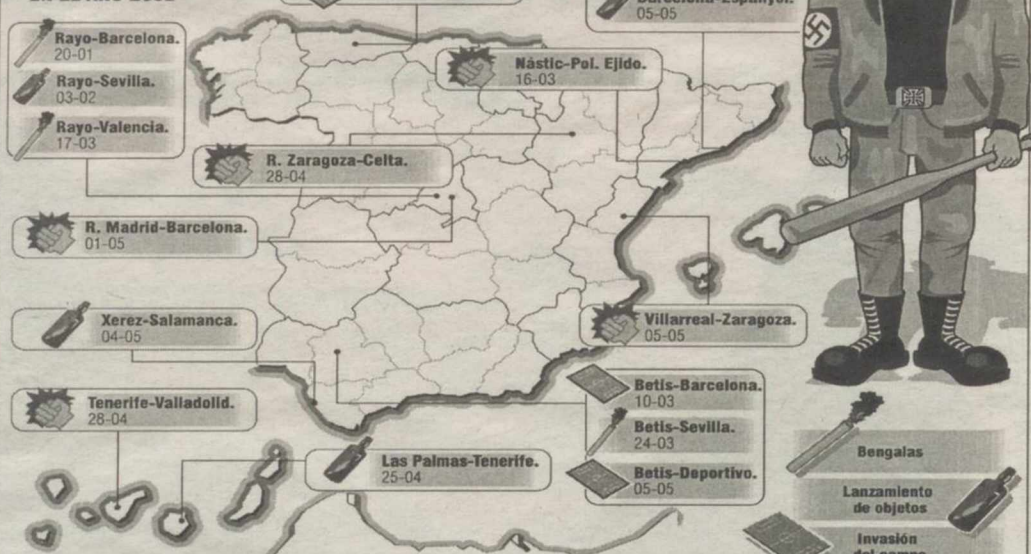 Rayo-Barcelona.
20-01
Rayo-Sevilla.
03-02
Rayo-Valencia.
17-03
05-05
Nástic-Pol. Ejido.
16-03
R. Zaragoza-Celta.
28-04
R. Madrid-Barcelona.
01-05
Xerez-Salamanca.
04-05
Villarreal-Zaragoza.
05-05
Tenerife-Valladolid.
28-04
Betis-Barcelona.
10-03
Betis-Sevilla.
24-03
Betis-Deportivo.
05-05
Las Palmas-Tenerife.
25-04
Bengalas
Lanzamiento
de objetos
Invasión